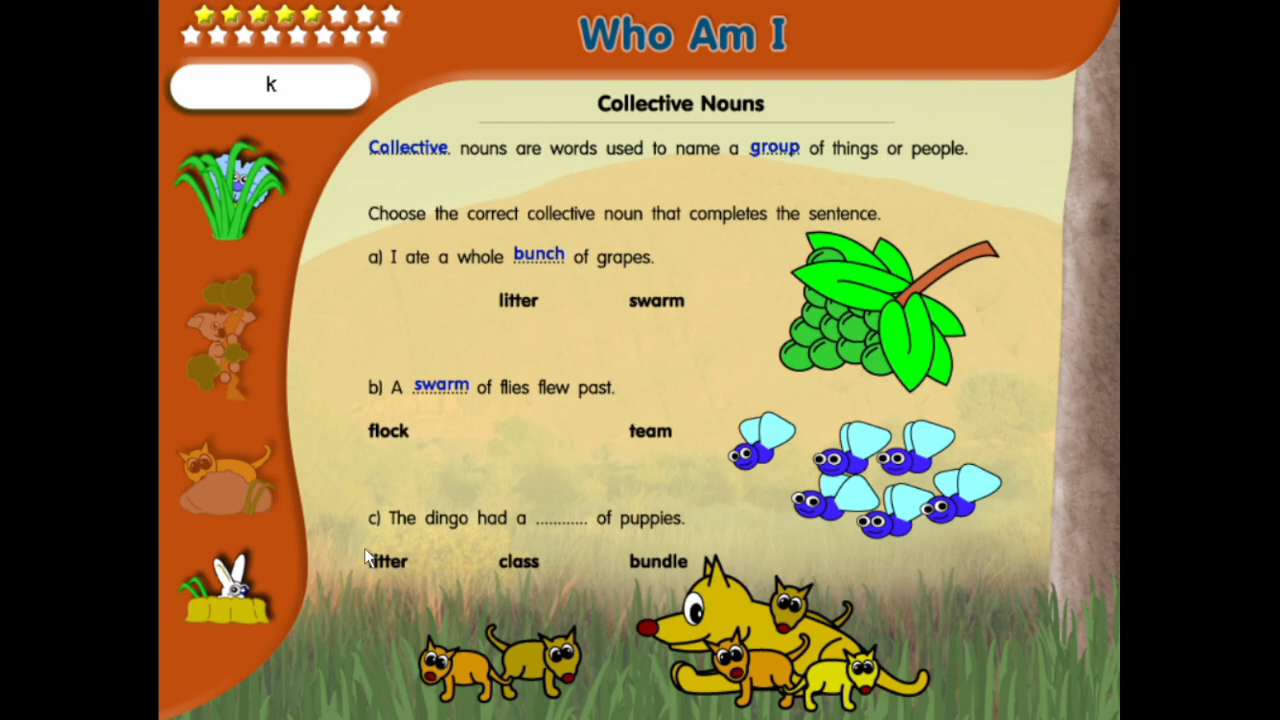 Who Am I
k
Collective Nouns
Collective nouns are words used to name a group of things or people.
Choose the correct collective noun that completes the sentence.
a) I ate a whole bunch of grapes.
litter swarm
b) A swarm of flies flew past.
flock team
c) The dingo had a ............ of puppies.
litter class bundle